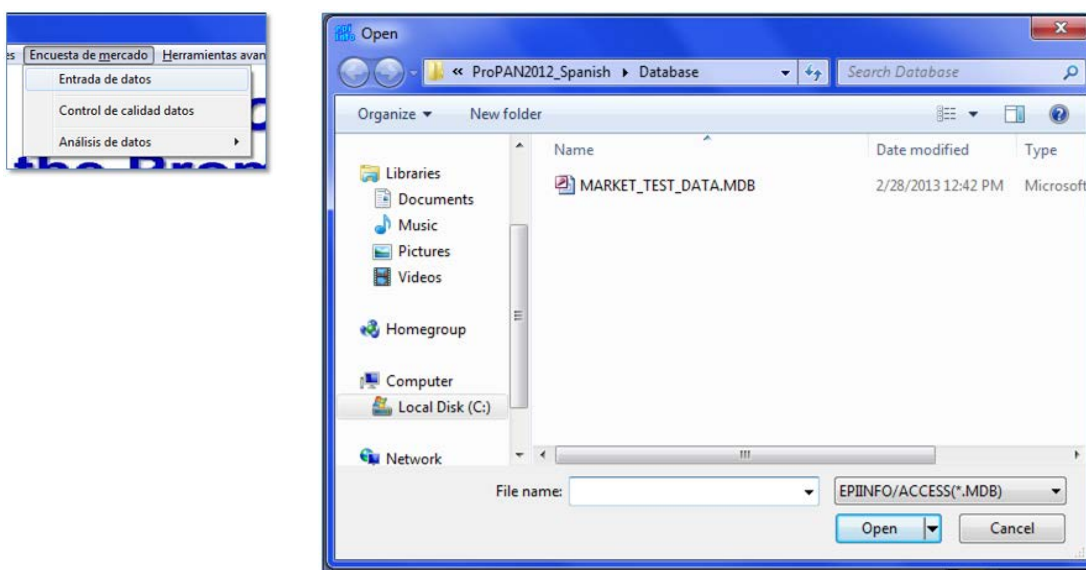 es Encuesta de mercado Herramientas avan
Entrada de datos
Control de calidad datos
Análisis de datos
the Prom
Open
« ProPAN2012_Spanish Database
Search Database
Organize New folder
Name Date modified Type
MARKET_TEST_DATA.MDB 2/28/2013 12:42 PM Microsoft
Libraries
Documents
Music
Pictures
Videos
Homegroup
Computer
Local Disk (C:)
Network
File name: EPIINFO/ACCESS(*.MDB)
Open Cancel